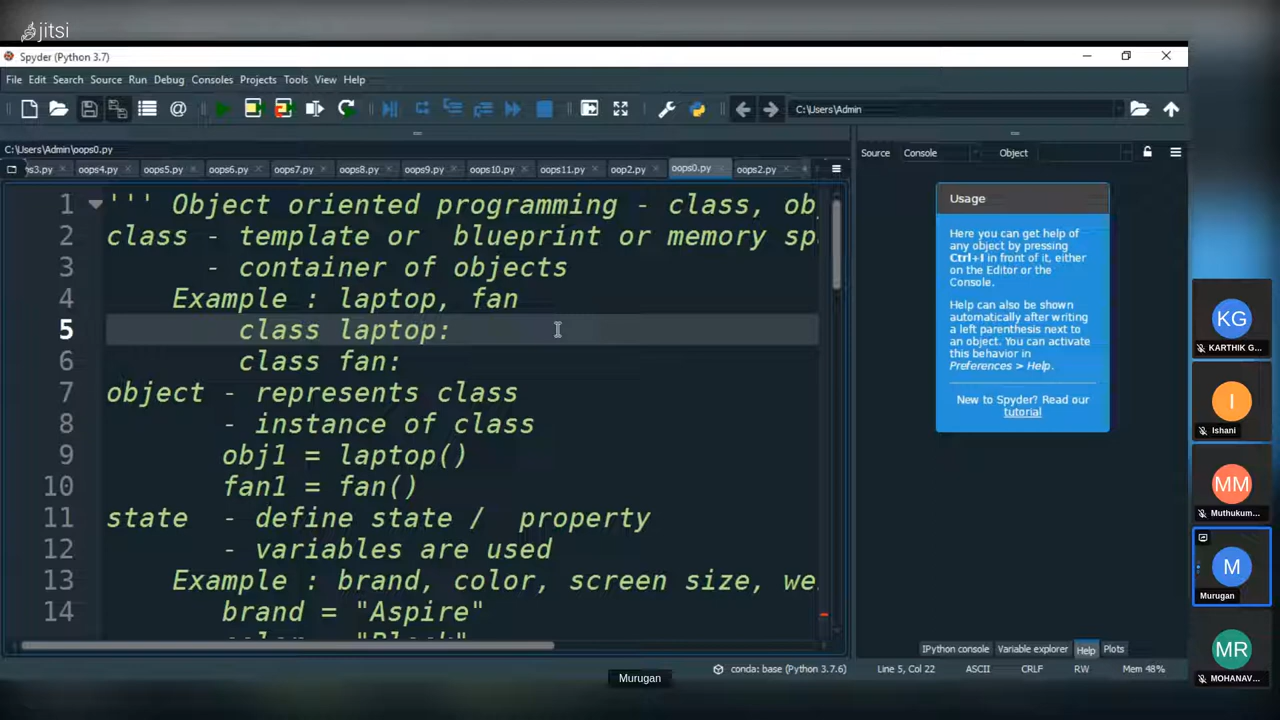 jitsi
Spyder (Python 3.7)
File Edit Search Source Run Debug Consoles Projects Tools View Help
C:\Users\Admin
C:\Users\Admin\oops0.py
s3.py oops4.py oops5.py oops6.py oops7.py oops8.py oops9.py oops10.py oops11.py oop2.py oops0.py oops2.py
Source Console Object
1 ''' Object oriented programming - class, ob
2 class - template or  blueprint or memory sp
3 - container of objects
4 Example : laptop, fan
5 class laptop:
6 class fan:
7 object - represents class
8 - instance of class
9 obj1 = laptop()
10 fan1 = fan()
11 state  - define state /  property
12 - variables are used
13 Example : brand, color, screen size, we
14 brand = "Aspire"
Usage
Here you can get help of
any object by pressing
Ctrl+I in front of it, either
on the Editor or the
Console.
Help can also be shown
automatically after writing
a left parenthesis next to
an object. You can activate
this behavior in
Preferences > Help.
New to Spyder? Read our
tutorial
IPython console Variable explorer Help Plots
conda: base (Python 3.7.6) Line 5, Col 22 ASCII CRLF RW Mem 48%
Murugan
KG
KARTHIK G...
I
Ishani
MM
Muthukum...
M
Murugan
MR
MOHANAV...